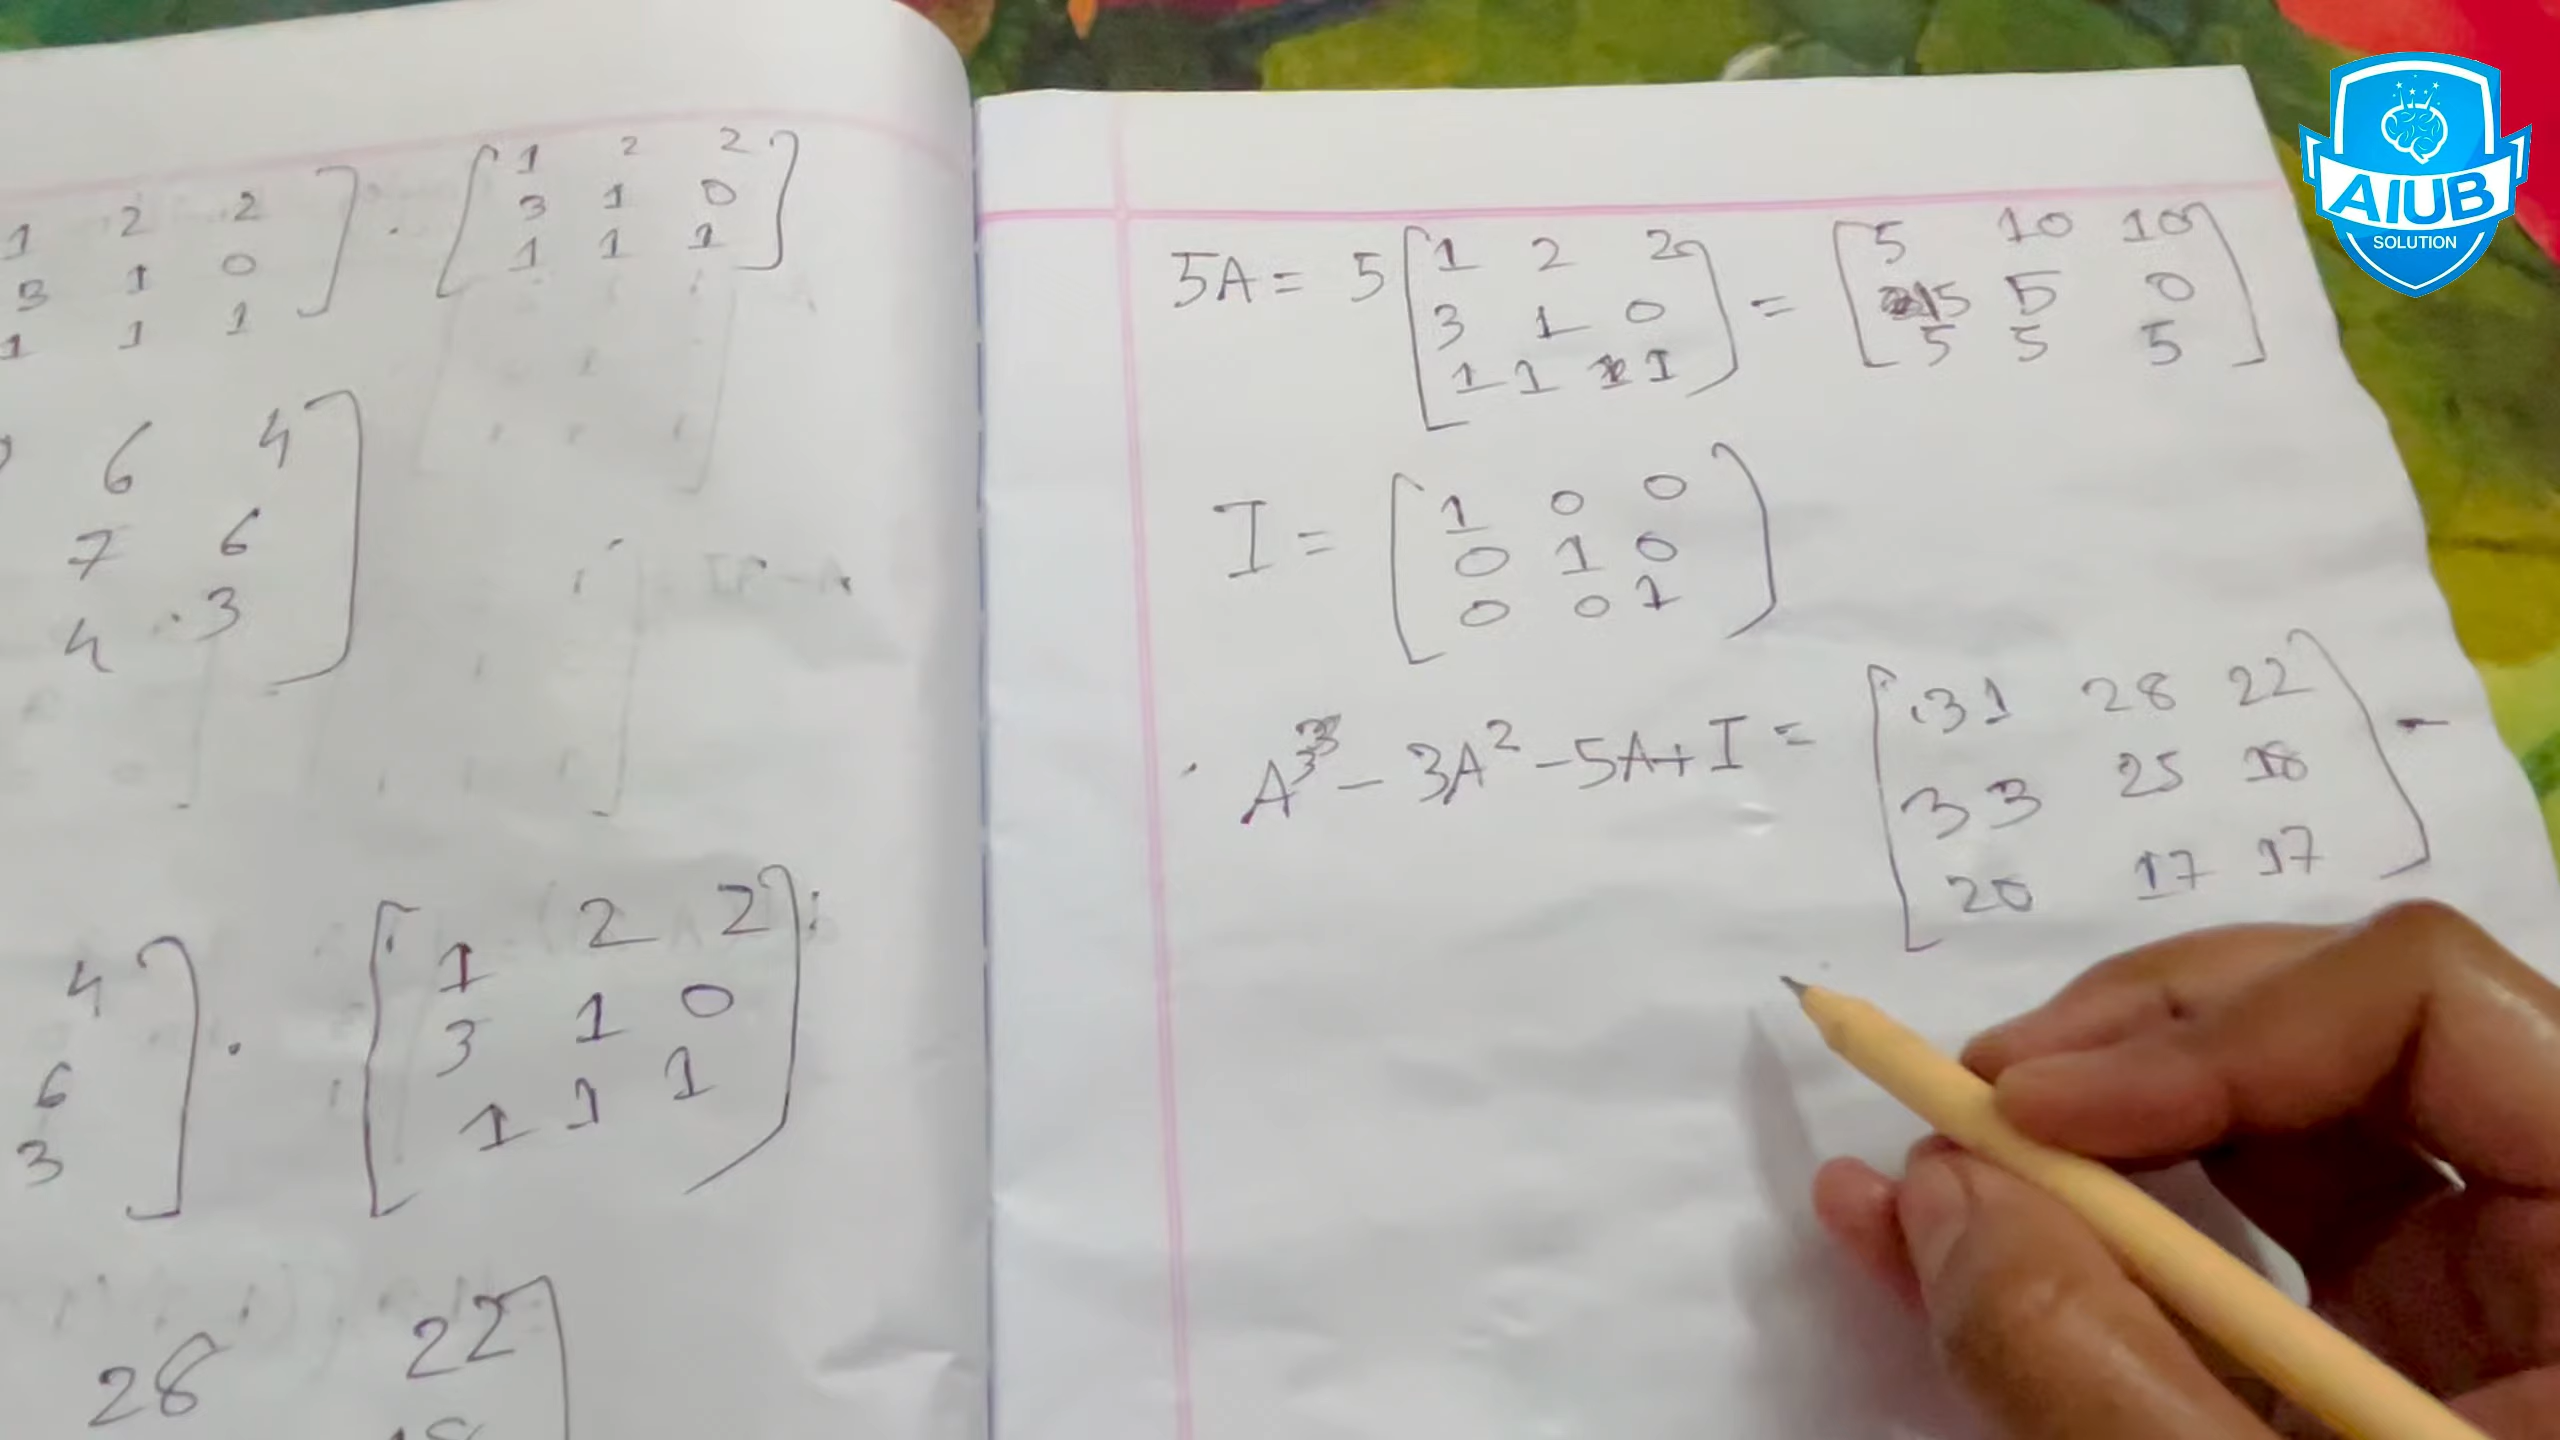 1 2 2   1 2 2
3 1 0 . 3 1 0
1 1 1   1 1 1
6 4
7 6
4 3
4   1 2 2
6 . 3 1 0
3   1 1 1
28 22
5A = 5 [1 2 2 = [5 10 10
3 1 0   15 5 0
1 1 1]   5 5 5]
I = [1 0 0
0 1 0
0 0 1]
A³ - 3A² - 5A + I = [31 28 22 -
33 25 18
20 17 17]
AIUB
SOLUTION